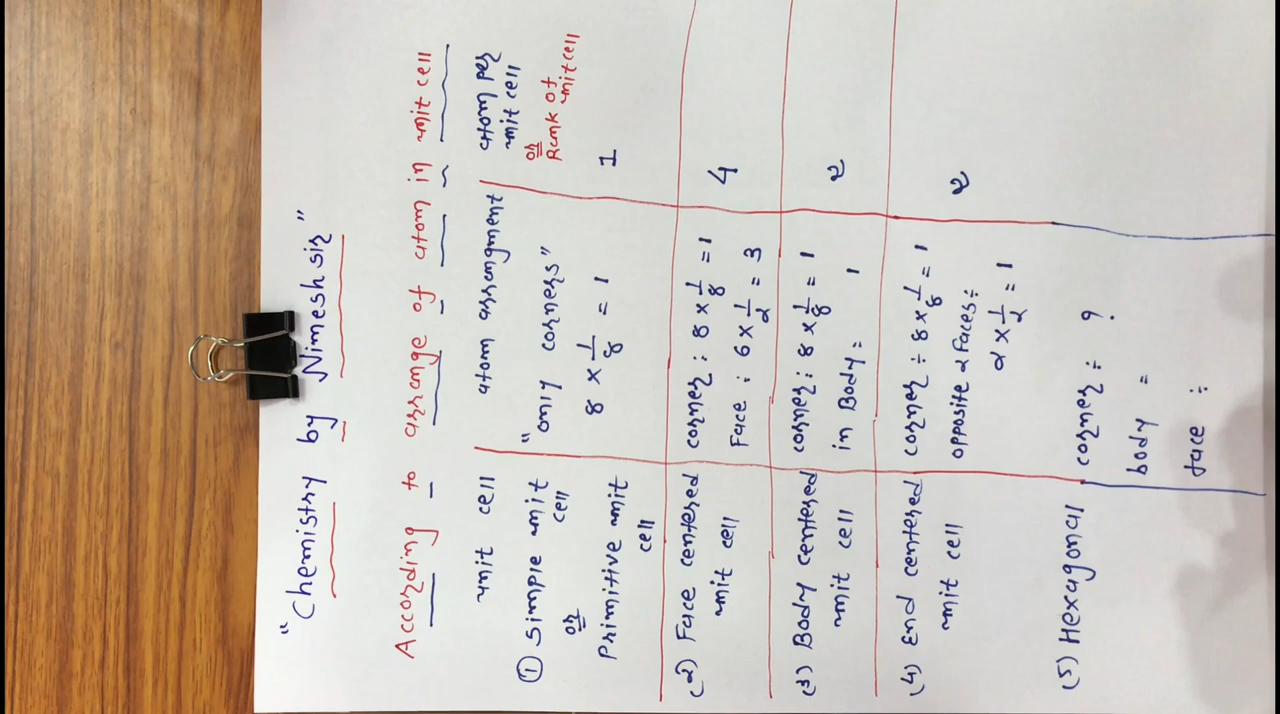 "Chemistry by Nimesh sir"
According to arrange of atom in unit cell
unit cell
atom arrangment
atom per
unit cell
or
Rank of
unit cell
① Simple unit
cell
or
Primitive unit
cell
"only corners"
8 × 1/8 = 1
1
(2) Face centered
unit cell
corner : 8 × 1/8 = 1
Face : 6 × 1/2 = 3
4
(3) Body centered
unit cell
corner : 8 × 1/8 = 1
in Body = 1
2
(4) End centered
unit cell
corner ÷ 8 × 1/8 = 1
opposite 2 Faces ÷
2 × 1/2 = 1
2
(5) Hexagonal
corner ÷ ?
body =
face ÷